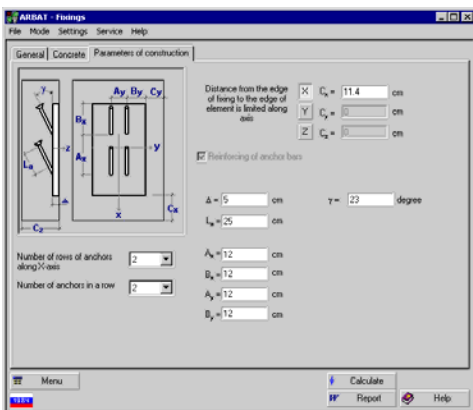 ARBAT - Fixings
File Mode Settings Service Help
General Concrete Parameters of construction
y
Ay By Cy
Bx
z
y
La
Ax
Δ
x
Cx
Cz
Distance from the edge
of fixing to the edge of
element is limited along
axis
X Cx = 11.4 cm
Y Cy = 0 cm
Z Cz = 0 cm
Reinforcing of anchor bars
Δ = 5 cm
γ = 23 degree
La = 25 cm
Ax = 12 cm
Bx = 12 cm
Ay = 12 cm
By = 12 cm
Number of rows of anchors
along X-axis 2
Number of anchors in a row 2
Menu
Calculate
Report
Help